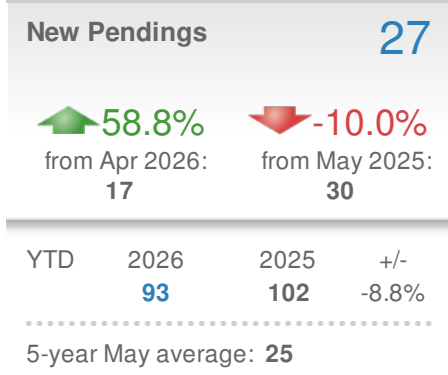 New Pendings 27
58.8% -10.0%
from Apr 2026: from May 2025:
17 30
YTD 2026 2025 +/-
93 102 -8.8%
5-year May average: 25